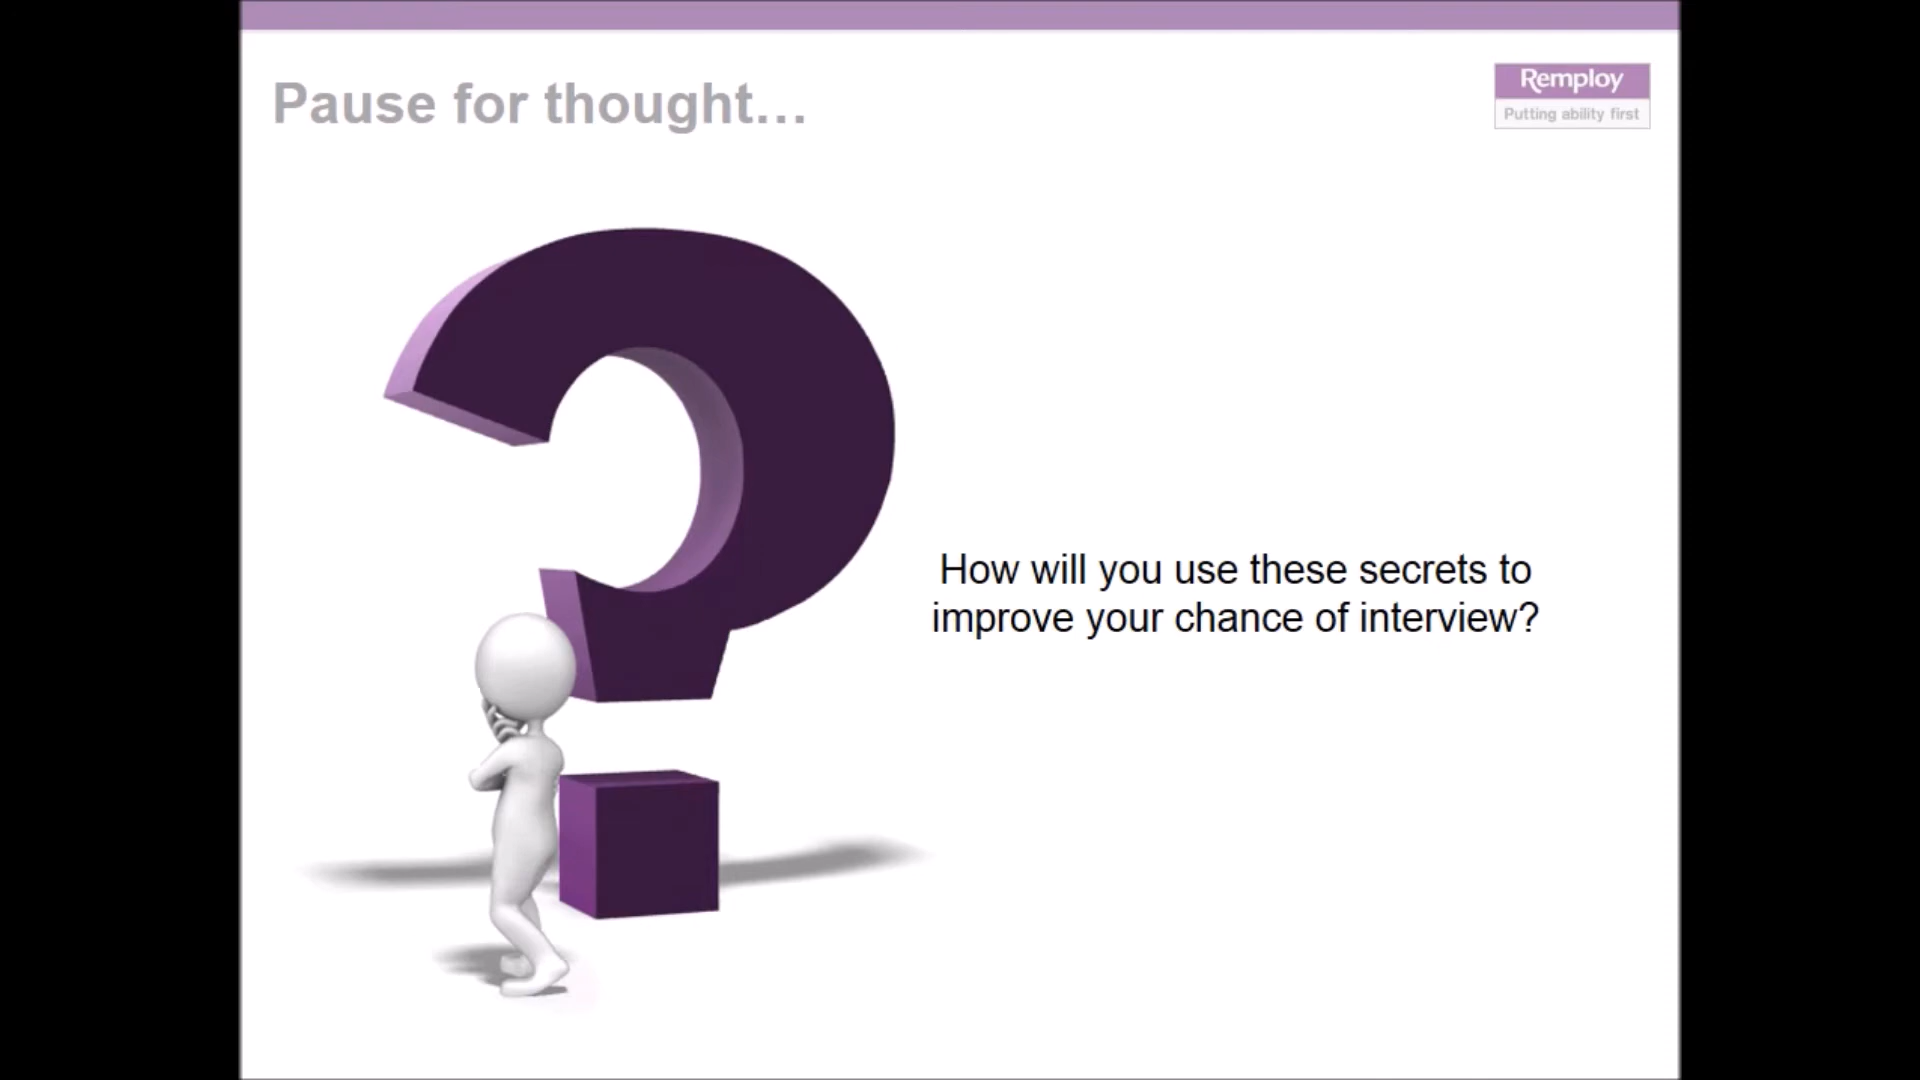 Pause for thought...
Remploy
Putting ability first
How will you use these secrets to
improve your chance of interview?